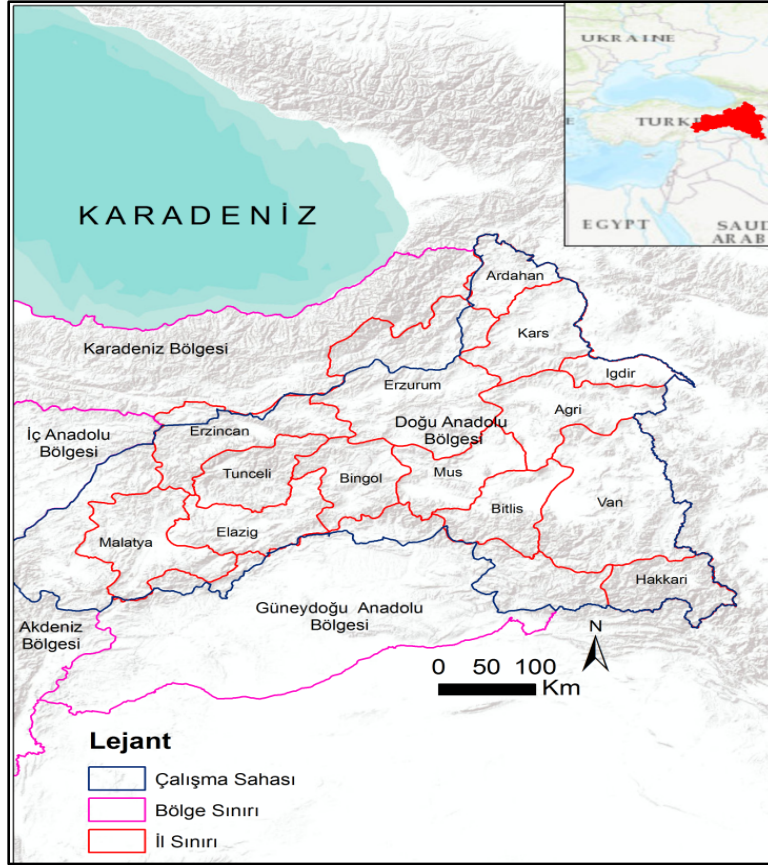 UKRAINE
TURKE
EGYPT
SAUD
ARAB
KARADENİZ
Ardahan
Kars
Karadeniz Bölgesi
Igdir
Erzurum
Agri
Doğu Anadolu
Bölgesi
İç Anadolu
Bölgesi
Erzincan
Tunceli
Bingol
Mus
Bitlis
Van
Malatya
Elazig
Hakkari
Güneydoğu Anadolu
Bölgesi
Akdeniz
Bölgesi
N
0 50 100
Km
Lejant
Çalışma Sahası
Bölge Sınırı
İl Sınırı